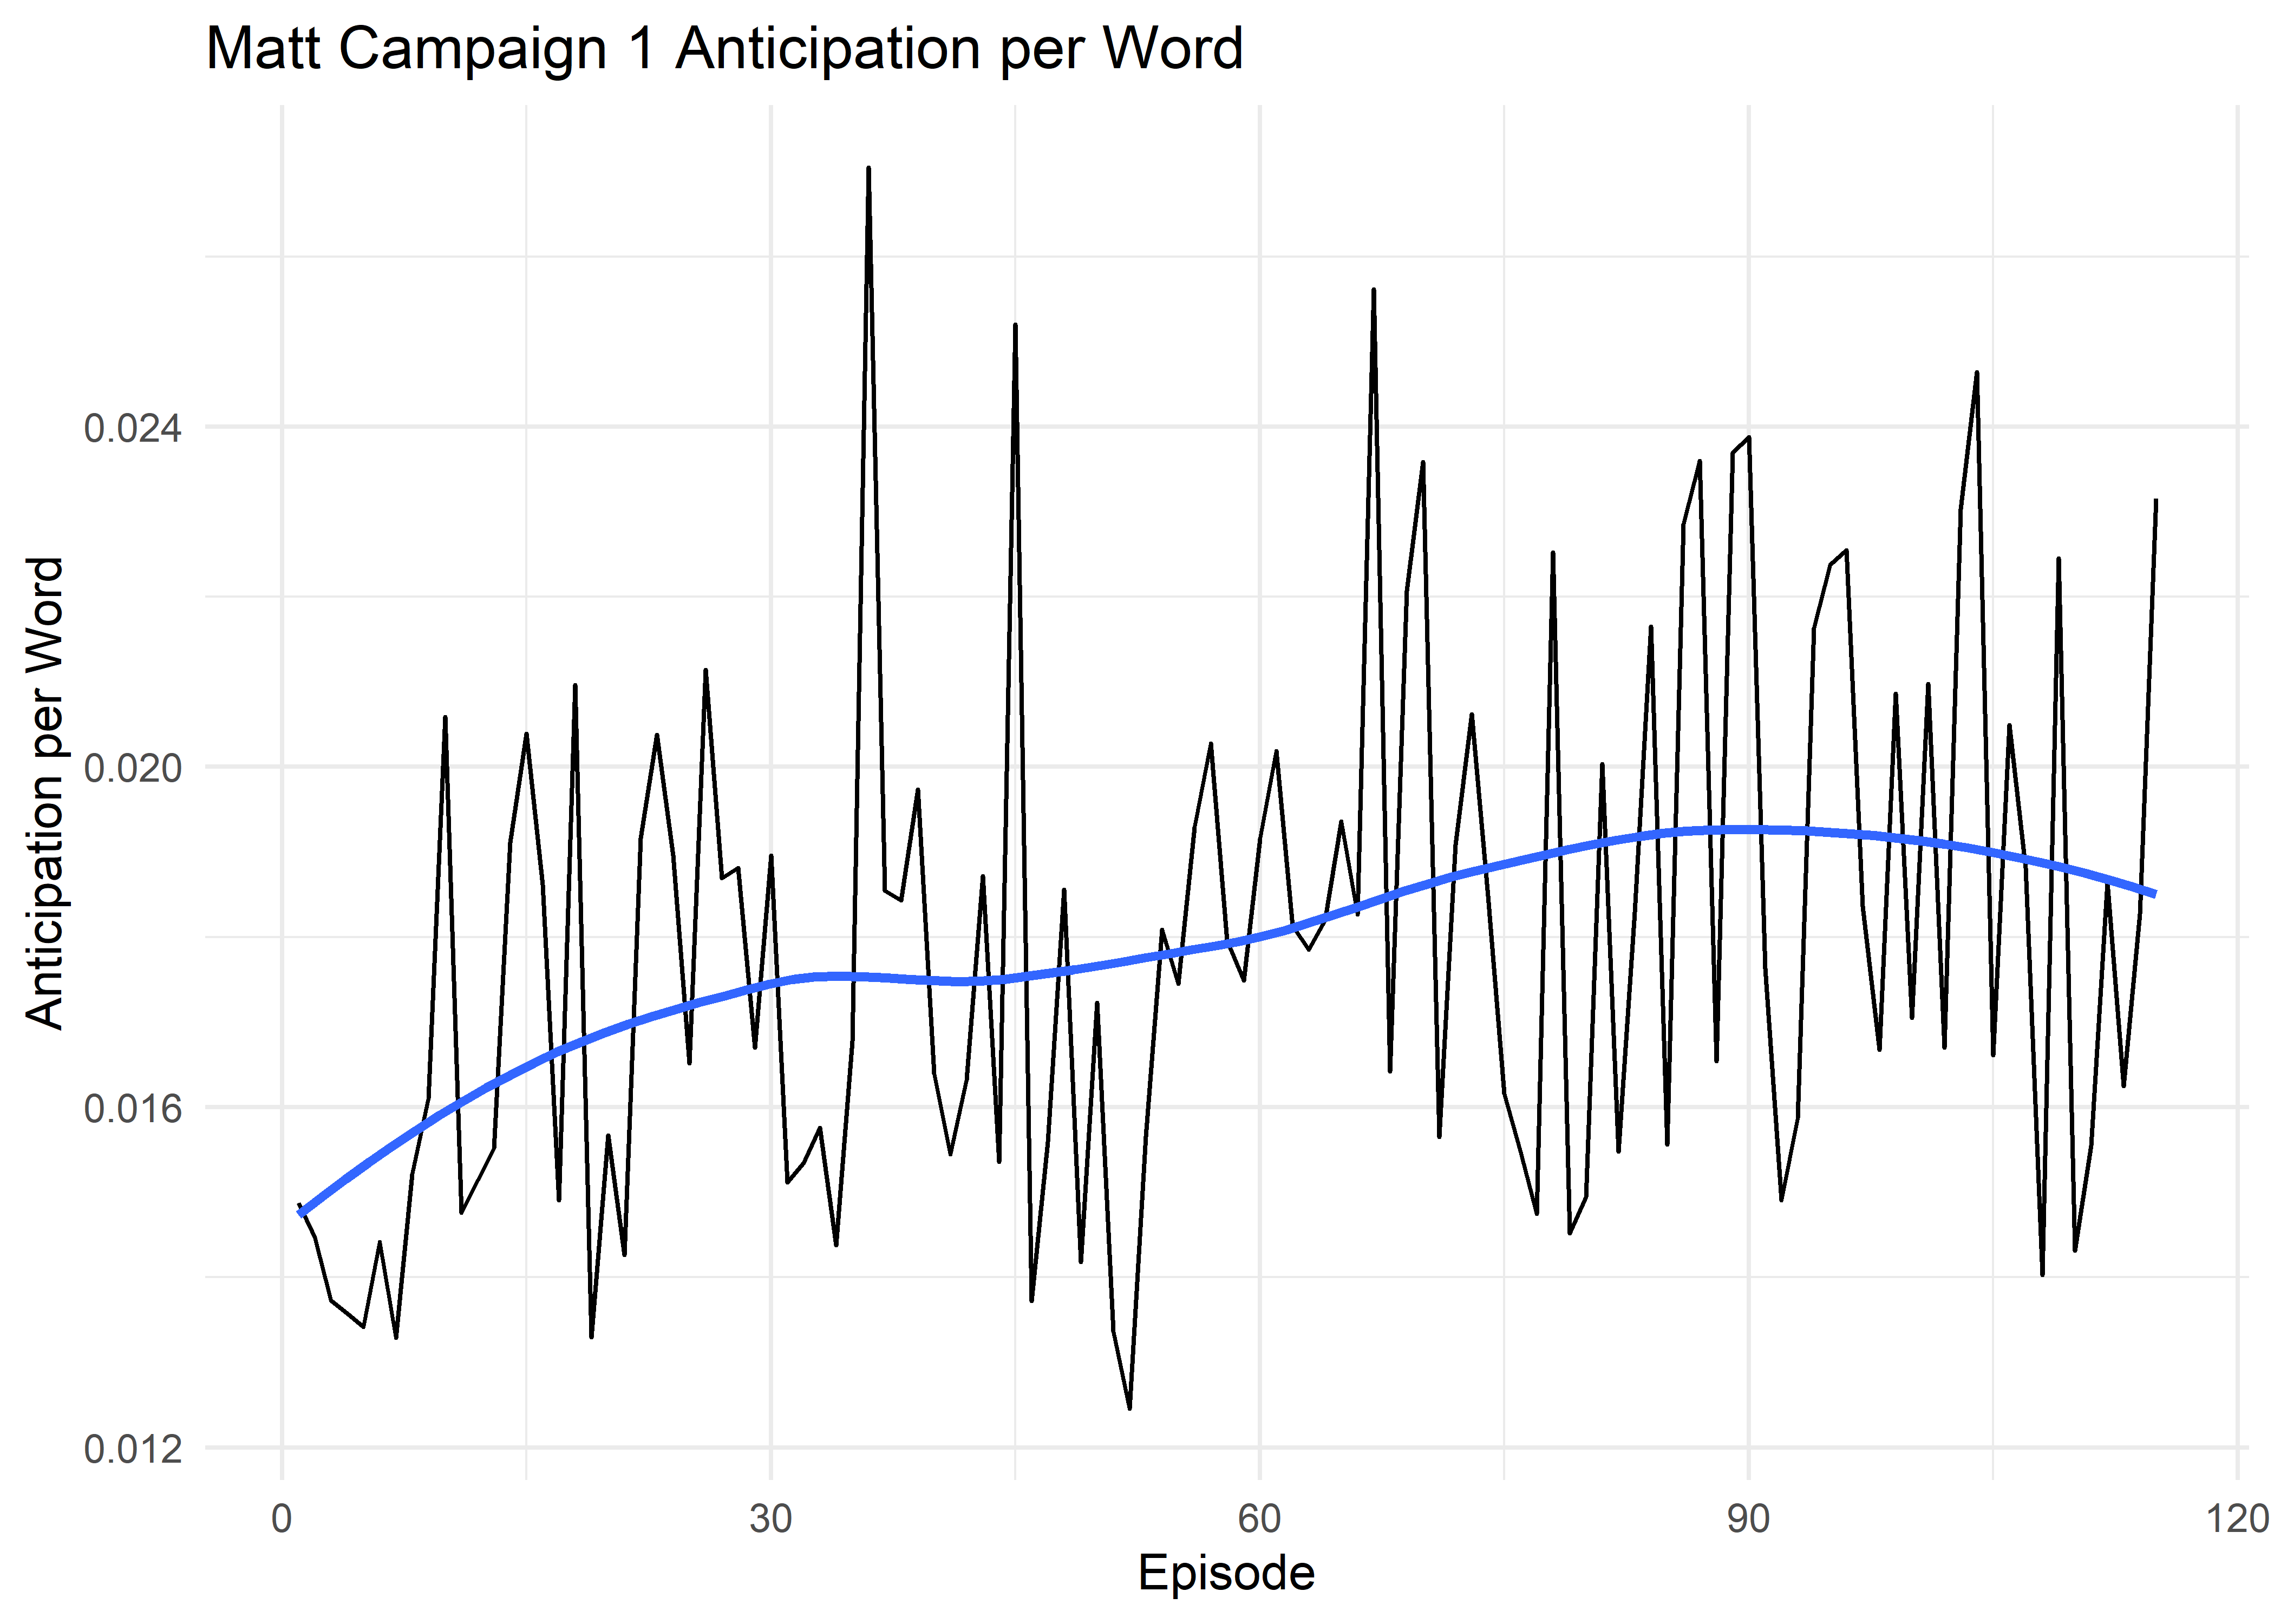 Matt Campaign 1 Anticipation per Word
Anticipation per Word
0.024
0.020
0.016
0.012
0 30 60 90 120
Episode